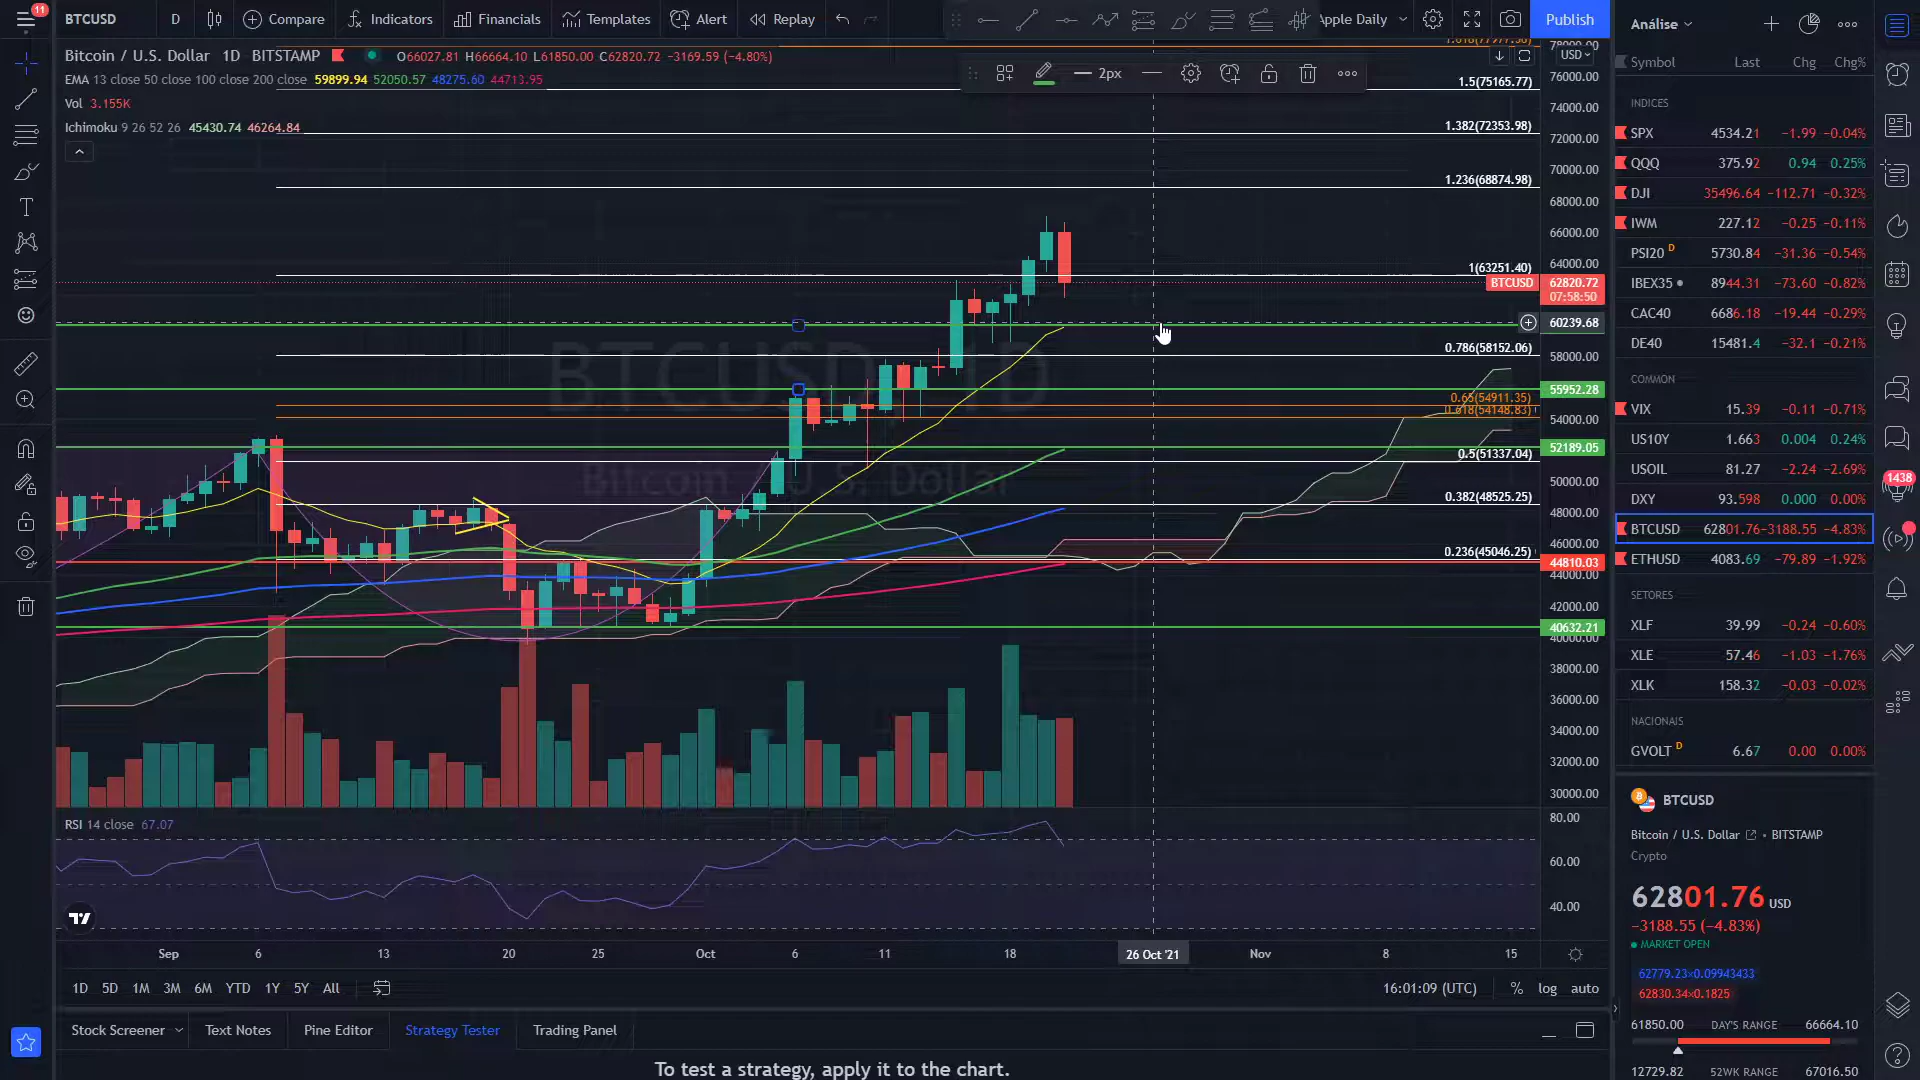 11
BTCUSD D Compare Indicators Financials Templates Alert Replay Apple Daily Publish
Bitcoin / U.S. Dollar 1D BITSTAMP O66027.81 H66664.10 L61850.00 C62820.72 −3169.59 (−4.80%)
EMA 13 close 50 close 100 close 200 close 59899.94 52050.57 48275.60 44713.95
Vol 3.155K
Ichimoku 9 26 52 26 45430.74 46264.84
2px
USD
1.5(75165.77)
1.382(72353.98)
1.236(68874.98)
1(63251.40)
0.786(58152.06)
0.65(54911.35)
0.618(54148.83)
0.5(51337.04)
0.382(48525.25)
0.236(45046.25)
BTCUSD, 1D
Bitcoin / U.S. Dollar
78000.00
76000.00
74000.00
72000.00
70000.00
68000.00
66000.00
64000.00
BTCUSD 62820.72
07:58:50
60239.68
58000.00
55952.28
54000.00
52189.05
50000.00
48000.00
46000.00
44810.03
44000.00
42000.00
40632.21
40000.00
38000.00
36000.00
34000.00
32000.00
30000.00
RSI 14 close 67.07
80.00
60.00
40.00
Sep 6 13 20 25 Oct 6 11 18 26 Oct '21 Nov 8 15
1D 5D 1M 3M 6M YTD 1Y 5Y All 16:01:09 (UTC) % log auto
Stock Screener Text Notes Pine Editor Strategy Tester Trading Panel
To test a strategy, apply it to the chart.
Análise
Symbol Last Chg Chg%
INDICES
SPX 4534.21 −1.99 −0.04%
QQQ 375.92 0.94 0.25%
DJI 35496.64 −112.71 −0.32%
IWM 227.12 −0.25 −0.11%
PSI20 D 5730.84 −31.36 −0.54%
IBEX35 8944.31 −73.60 −0.82%
CAC40 6686.18 −19.44 −0.29%
DE40 15481.4 −32.1 −0.21%
COMMON
VIX 15.39 −0.11 −0.71%
US10Y 1.663 0.004 0.24%
USOIL 81.27 −2.24 −2.69%
DXY 93.598 0.000 0.00%
BTCUSD 62801.76 −3188.55 −4.83%
ETHUSD 4083.69 −79.89 −1.92%
SETORES
XLF 39.99 −0.24 −0.60%
XLE 57.46 −1.03 −1.76%
XLK 158.32 −0.03 −0.02%
NACIONAIS
GVOLT D 6.67 0.00 0.00%
BTCUSD
Bitcoin / U.S. Dollar • BITSTAMP
Crypto
62801.76 USD
−3188.55 (−4.83%)
MARKET OPEN
62779.23×0.09943433
62830.34×0.1825
61850.00 DAY'S RANGE 66664.10
12729.82 52WK RANGE 67016.50
1438